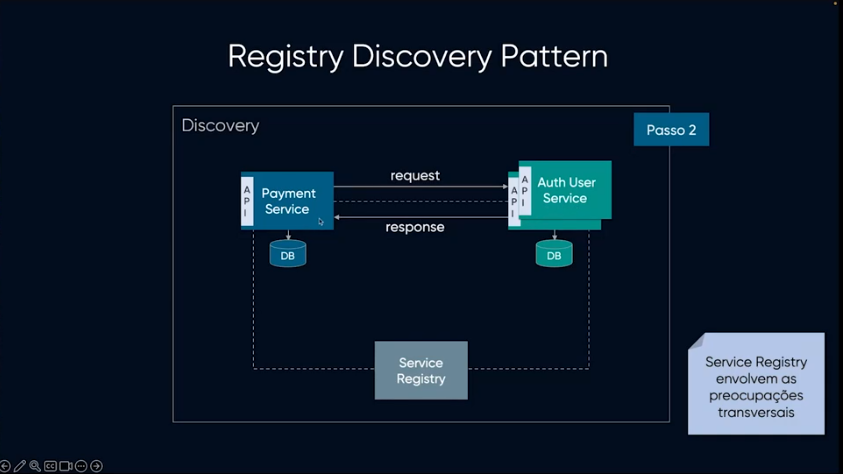 Registry Discovery Pattern
Discovery
Passo 2
API
Payment
Service
request
response
API
API
Auth User
Service
DB
DB
Service
Registry
Service Registry
envolvem as
preocupações
transversais